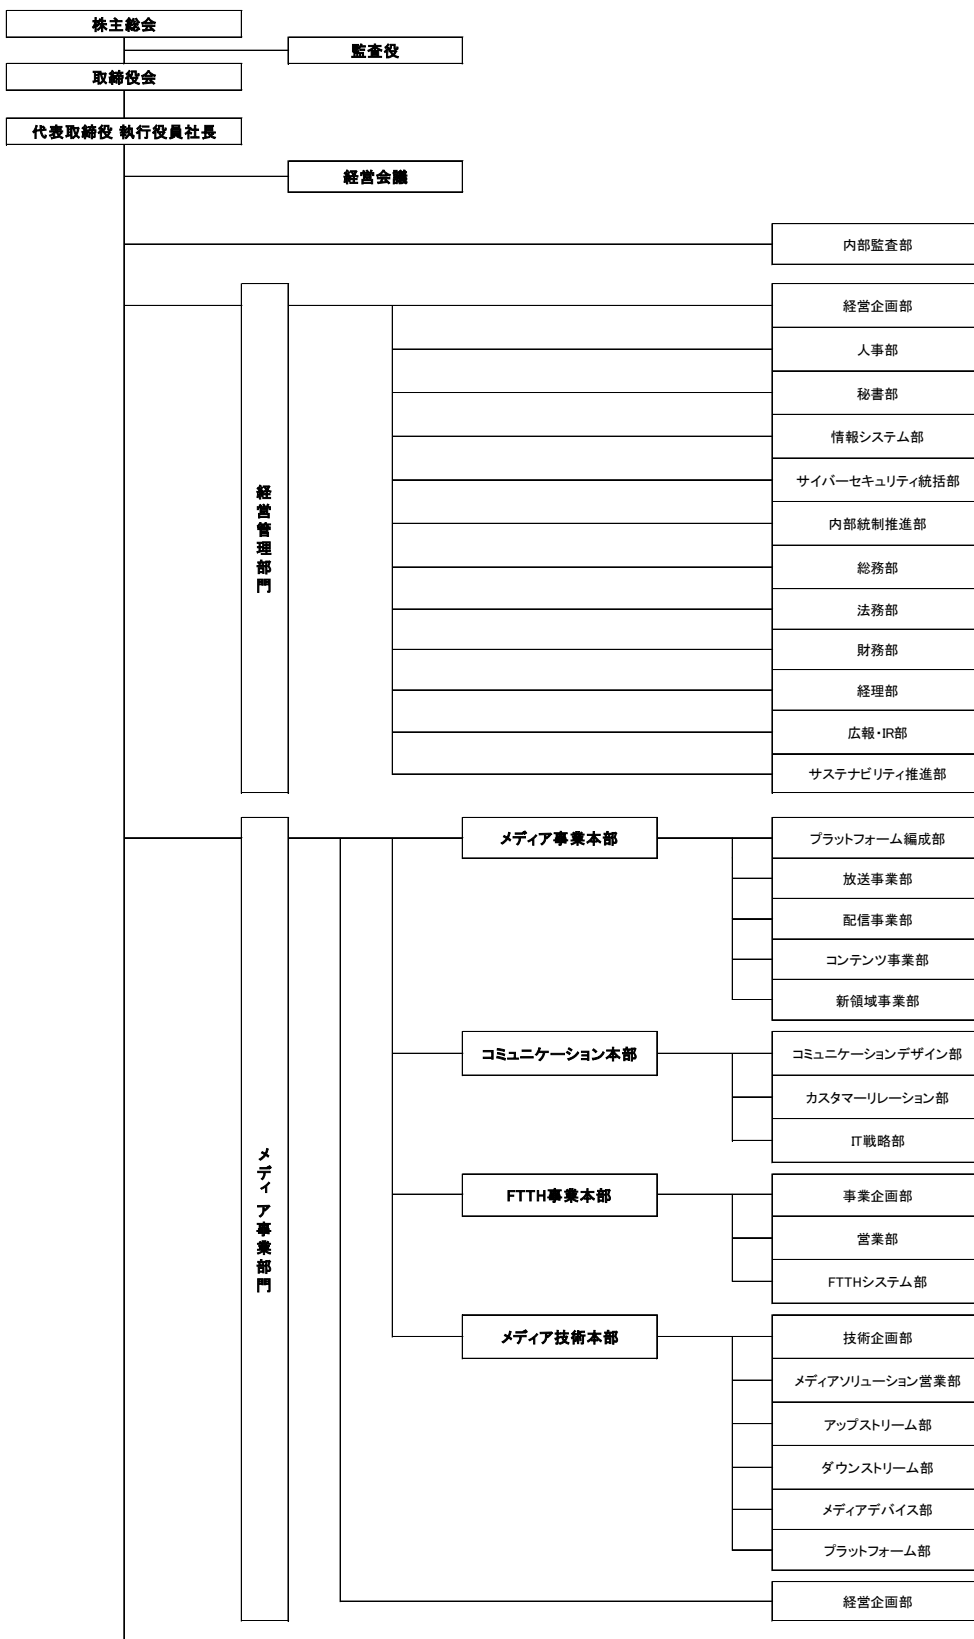 株主総会
監査役
取締役会
代表取締役 執行役員社長
経営会議
内部監査部
経営管理部門
経営企画部
人事部
秘書部
情報システム部
サイバーセキュリティ統括部
内部統制推進部
総務部
法務部
財務部
経理部
広報・IR部
サステナビリティ推進部
メディア事業部門
メディア事業本部
プラットフォーム編成部
放送事業部
配信事業部
コンテンツ事業部
新領域事業部
コミュニケーション本部
コミュニケーションデザイン部
カスタマーリレーション部
IT戦略部
FTTH事業本部
事業企画部
営業部
FTTHシステム部
メディア技術本部
技術企画部
メディアソリューション営業部
アップストリーム部
ダウンストリーム部
メディアデバイス部
プラットフォーム部
経営企画部